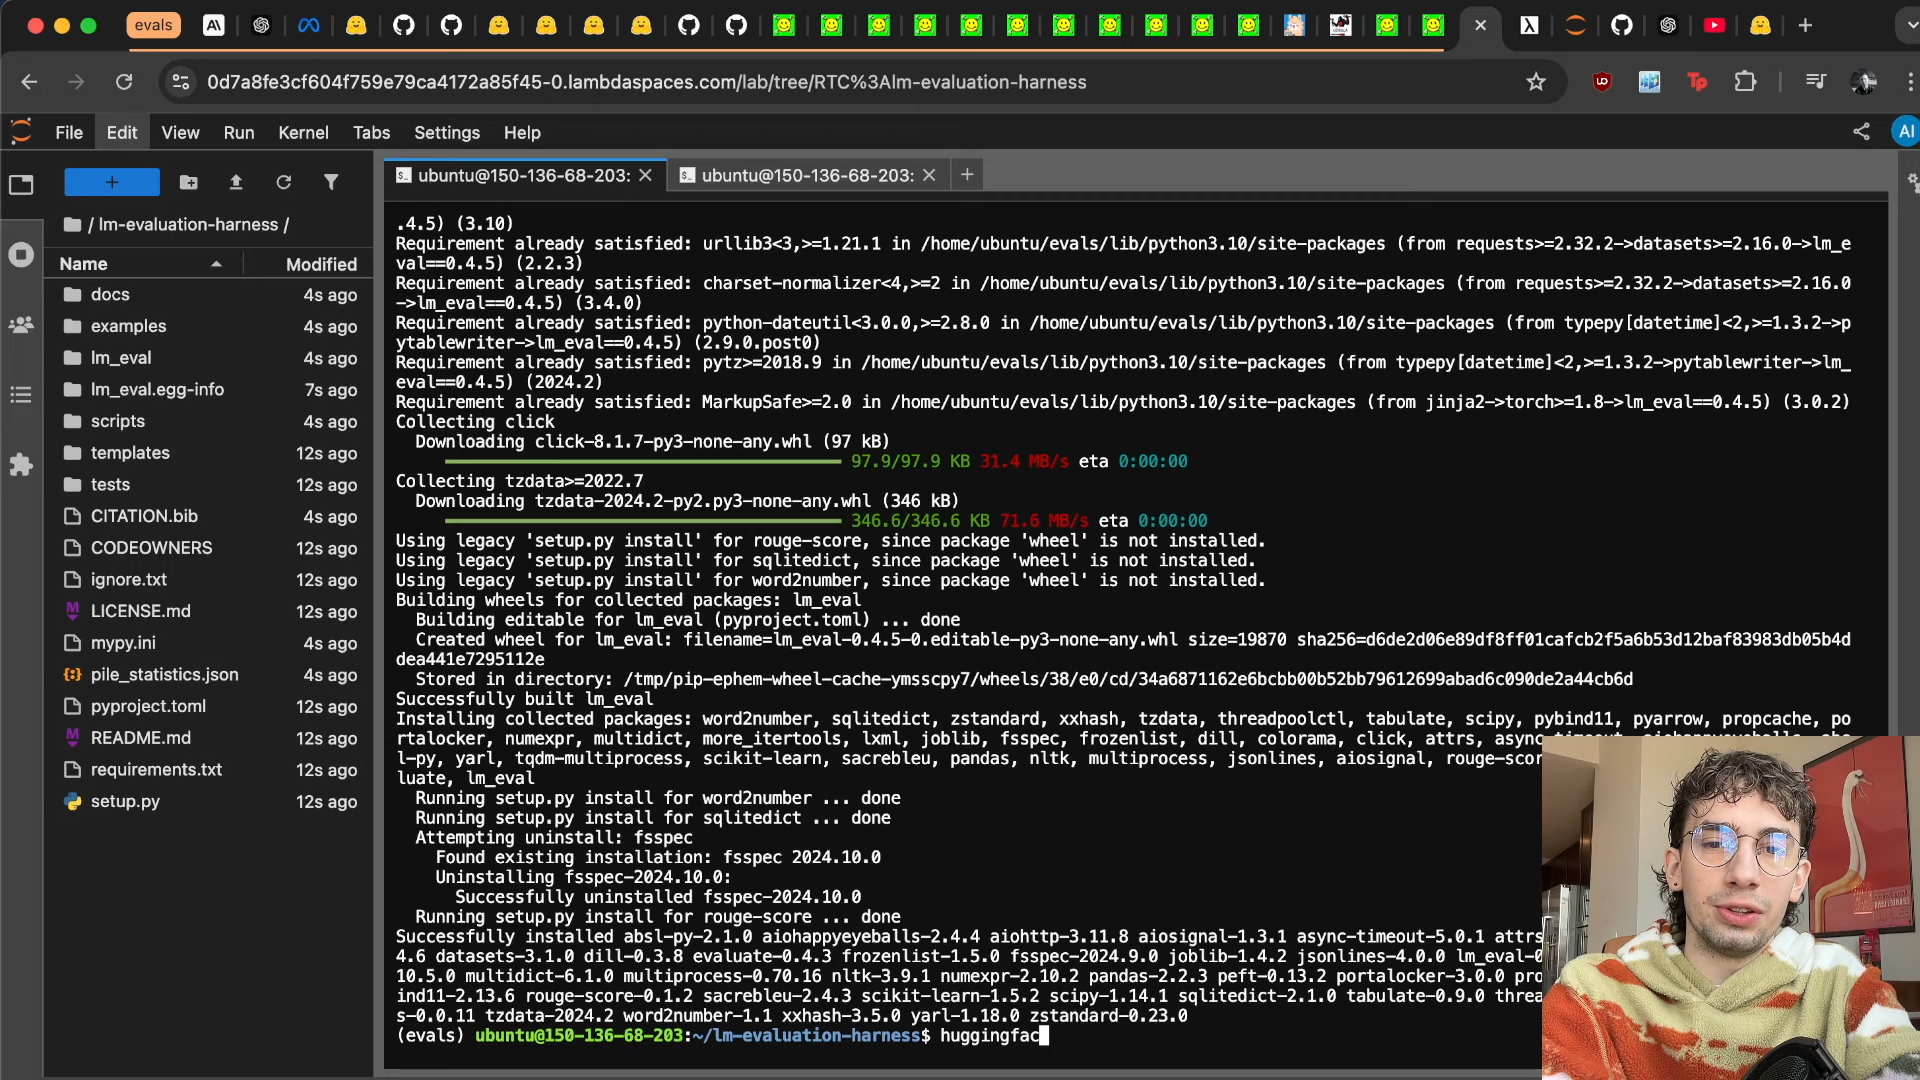 evals
0d7a8fe3cf604f759e79ca4172a85f45-0.lambdaspaces.com/lab/tree/RTC%3Alm-evaluation-harness
File Edit View Run Kernel Tabs Settings Help
AI
ubuntu@150-136-68-203:
ubuntu@150-136-68-203:
/ lm-evaluation-harness /
Name Modified
docs 4s ago
examples 4s ago
lm_eval 4s ago
lm_eval.egg-info 7s ago
scripts 4s ago
templates 12s ago
tests 12s ago
CITATION.bib 4s ago
CODEOWNERS 12s ago
ignore.txt 12s ago
LICENSE.md 12s ago
mypy.ini 4s ago
pile_statistics.json 4s ago
pyproject.toml 12s ago
README.md 12s ago
requirements.txt 12s ago
setup.py 12s ago
.4.5) (3.10)
Requirement already satisfied: urllib3<3,>=1.21.1 in /home/ubuntu/evals/lib/python3.10/site-packages (from requests>=2.32.2->datasets>=2.16.0->lm_e
val==0.4.5) (2.2.3)
Requirement already satisfied: charset-normalizer<4,>=2 in /home/ubuntu/evals/lib/python3.10/site-packages (from requests>=2.32.2->datasets>=2.16.0
->lm_eval==0.4.5) (3.4.0)
Requirement already satisfied: python-dateutil<3.0.0,>=2.8.0 in /home/ubuntu/evals/lib/python3.10/site-packages (from typepy[datetime]<2,>=1.3.2->p
ytablewriter->lm_eval==0.4.5) (2.9.0.post0)
Requirement already satisfied: pytz>=2018.9 in /home/ubuntu/evals/lib/python3.10/site-packages (from typepy[datetime]<2,>=1.3.2->pytablewriter->lm_
eval==0.4.5) (2024.2)
Requirement already satisfied: MarkupSafe>=2.0 in /home/ubuntu/evals/lib/python3.10/site-packages (from jinja2->torch>=1.8->lm_eval==0.4.5) (3.0.2)
Collecting click
Downloading click-8.1.7-py3-none-any.whl (97 kB)
97.9/97.9 KB 31.4 MB/s eta 0:00:00
Collecting tzdata>=2022.7
Downloading tzdata-2024.2-py2.py3-none-any.whl (346 kB)
346.6/346.6 KB 71.6 MB/s eta 0:00:00
Using legacy 'setup.py install' for rouge-score, since package 'wheel' is not installed.
Using legacy 'setup.py install' for sqlitedict, since package 'wheel' is not installed.
Using legacy 'setup.py install' for word2number, since package 'wheel' is not installed.
Building wheels for collected packages: lm_eval
Building editable for lm_eval (pyproject.toml) ... done
Created wheel for lm_eval: filename=lm_eval-0.4.5-0.editable-py3-none-any.whl size=19870 sha256=d6de2d06e89df8ff01cafcb2f5a6b53d12baf83983db05b4d
dea441e7295112e
Stored in directory: /tmp/pip-ephem-wheel-cache-ymsscpy7/wheels/38/e0/cd/34a6871162e6bcbb00b52bb79612699abad6c090de2a44cb6d
Successfully built lm_eval
Installing collected packages: word2number, sqlitedict, zstandard, xxhash, tzdata, threadpoolctl, tabulate, scipy, pybind11, pyarrow, propcache, po
rtalocker, numexpr, multidict, more_itertools, lxml, joblib, fsspec, frozenlist, dill, colorama, click, attrs,
l-py, yarl, tqdm-multiprocess, scikit-learn, sacrebleu, pandas, nltk, multiprocess, jsonlines, aiosignal, rouge-scor
luate, lm_eval
Running setup.py install for word2number ... done
Running setup.py install for sqlitedict ... done
Attempting uninstall: fsspec
Found existing installation: fsspec 2024.10.0
Uninstalling fsspec-2024.10.0:
Successfully uninstalled fsspec-2024.10.0
Running setup.py install for rouge-score ... done
Successfully installed absl-py-2.1.0 aiohappyeyeballs-2.4.4 aiohttp-3.11.8 aiosignal-1.3.1 async-timeout-5.0.1 attrs
4.6 datasets-3.1.0 dill-0.3.8 evaluate-0.4.3 frozenlist-1.5.0 fsspec-2024.9.0 joblib-1.4.2 jsonlines-4.0.0 lm_eval-0
10.5.0 multidict-6.1.0 multiprocess-0.70.16 nltk-3.9.1 numexpr-2.10.2 pandas-2.2.3 peft-0.13.2 portalocker-3.0.0 pro
ind11-2.13.6 rouge-score-0.1.2 sacrebleu-2.4.3 scikit-learn-1.5.2 scipy-1.14.1 sqlitedict-2.1.0 tabulate-0.9.0 threa
s-0.0.11 tzdata-2024.2 word2number-1.1 xxhash-3.5.0 yarl-1.18.0 zstandard-0.23.0
(evals) ubuntu@150-136-68-203:~/lm-evaluation-harness$ huggingfac